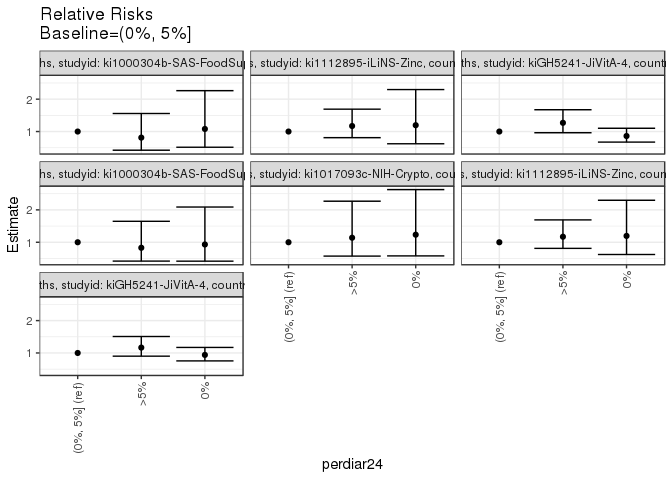 Relative Risks
Baseline=(0%, 5%]
hs, studyid: ki1000304b-SAS-FoodSu
, studyid: ki1112895-iLiNS-Zinc, coun
ths, studyid: kiGH5241-JiVitA-4, countr
2
1
hs, studyid: ki1000304b-SAS-FoodSu
, studyid: ki1017093c-NIH-Crypto, cou
, studyid: ki1112895-iLiNS-Zinc, coun
2
1
ths, studyid: kiGH5241-JiVitA-4, countr
2
1
Estimate
(0%, 5%] (ref)
>5%
0%
(0%, 5%] (ref)
>5%
0%
(0%, 5%] (ref)
>5%
0%
perdiar24